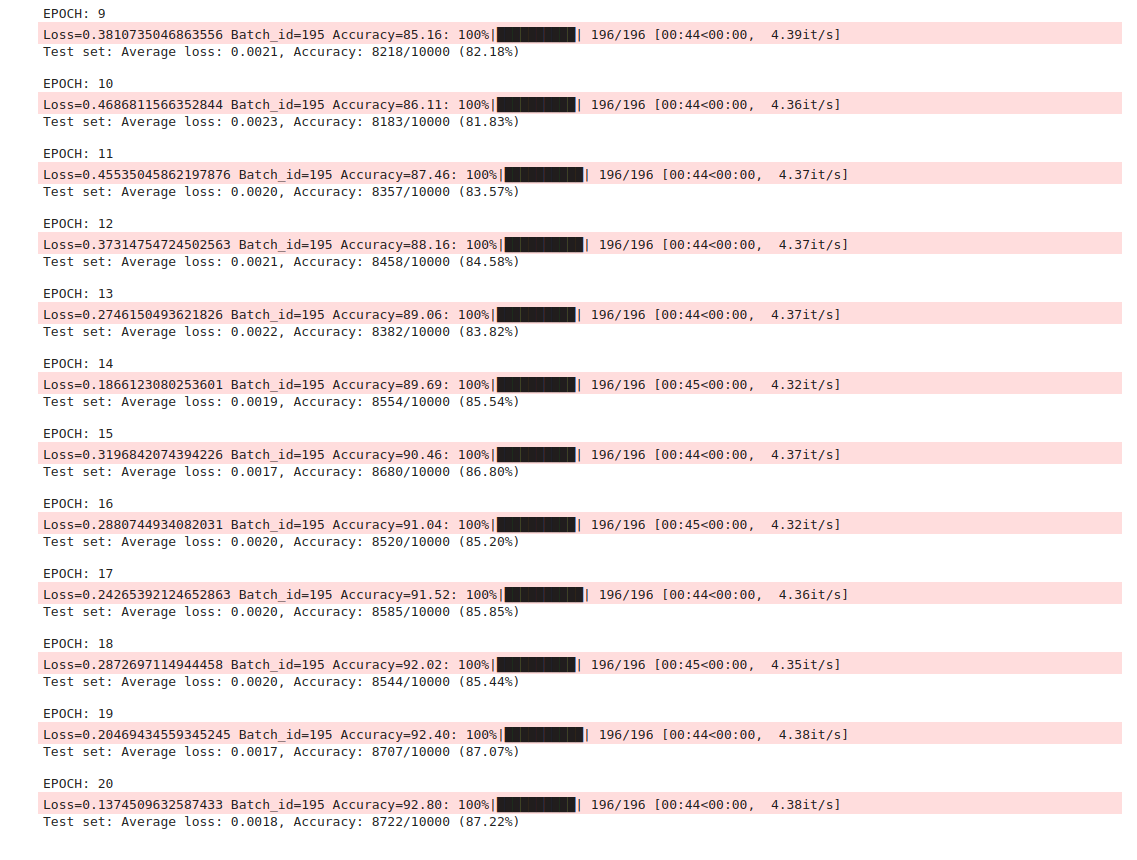 EPOCH: 9
Loss=0.3810735046863556 Batch_id=195 Accuracy=85.16: 100%|██████████| 196/196 [00:44<00:00,  4.39it/s]
Test set: Average loss: 0.0021, Accuracy: 8218/10000 (82.18%)
EPOCH: 10
Loss=0.4686811566352844 Batch_id=195 Accuracy=86.11: 100%|██████████| 196/196 [00:44<00:00,  4.36it/s]
Test set: Average loss: 0.0023, Accuracy: 8183/10000 (81.83%)
EPOCH: 11
Loss=0.45535045862197876 Batch_id=195 Accuracy=87.46: 100%|██████████| 196/196 [00:44<00:00,  4.37it/s]
Test set: Average loss: 0.0020, Accuracy: 8357/10000 (83.57%)
EPOCH: 12
Loss=0.37314754724502563 Batch_id=195 Accuracy=88.16: 100%|██████████| 196/196 [00:44<00:00,  4.37it/s]
Test set: Average loss: 0.0021, Accuracy: 8458/10000 (84.58%)
EPOCH: 13
Loss=0.2746150493621826 Batch_id=195 Accuracy=89.06: 100%|██████████| 196/196 [00:44<00:00,  4.37it/s]
Test set: Average loss: 0.0022, Accuracy: 8382/10000 (83.82%)
EPOCH: 14
Loss=0.1866123080253601 Batch_id=195 Accuracy=89.69: 100%|██████████| 196/196 [00:45<00:00,  4.32it/s]
Test set: Average loss: 0.0019, Accuracy: 8554/10000 (85.54%)
EPOCH: 15
Loss=0.3196842074394226 Batch_id=195 Accuracy=90.46: 100%|██████████| 196/196 [00:44<00:00,  4.37it/s]
Test set: Average loss: 0.0017, Accuracy: 8680/10000 (86.80%)
EPOCH: 16
Loss=0.2880744934082031 Batch_id=195 Accuracy=91.04: 100%|██████████| 196/196 [00:45<00:00,  4.32it/s]
Test set: Average loss: 0.0020, Accuracy: 8520/10000 (85.20%)
EPOCH: 17
Loss=0.24265392124652863 Batch_id=195 Accuracy=91.52: 100%|██████████| 196/196 [00:44<00:00,  4.36it/s]
Test set: Average loss: 0.0020, Accuracy: 8585/10000 (85.85%)
EPOCH: 18
Loss=0.2872697114944458 Batch_id=195 Accuracy=92.02: 100%|██████████| 196/196 [00:45<00:00,  4.35it/s]
Test set: Average loss: 0.0020, Accuracy: 8544/10000 (85.44%)
EPOCH: 19
Loss=0.20469434559345245 Batch_id=195 Accuracy=92.40: 100%|██████████| 196/196 [00:44<00:00,  4.38it/s]
Test set: Average loss: 0.0017, Accuracy: 8707/10000 (87.07%)
EPOCH: 20
Loss=0.1374509632587433 Batch_id=195 Accuracy=92.80: 100%|██████████| 196/196 [00:44<00:00,  4.38it/s]
Test set: Average loss: 0.0018, Accuracy: 8722/10000 (87.22%)